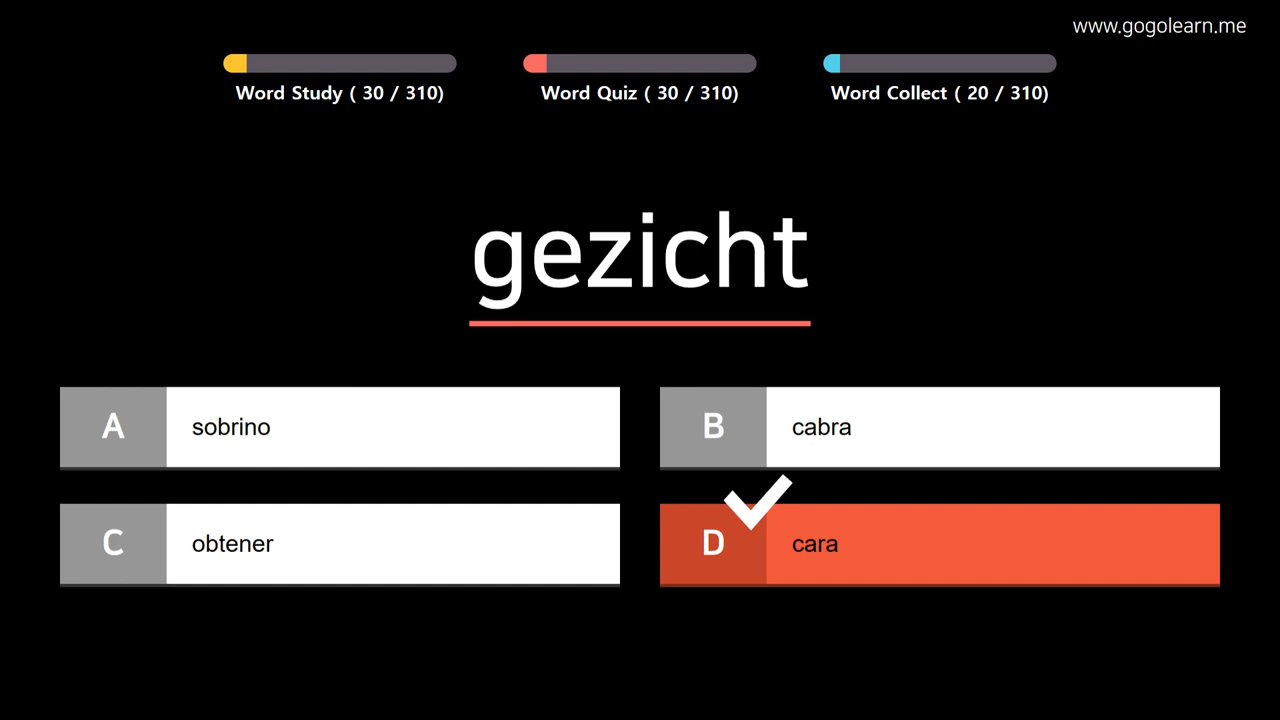 www.gogolearn.me
Word Study ( 30 / 310)
Word Quiz ( 30 / 310)
Word Collect ( 20 / 310)
gezicht
A sobrino
B cabra
C obtener
D cara